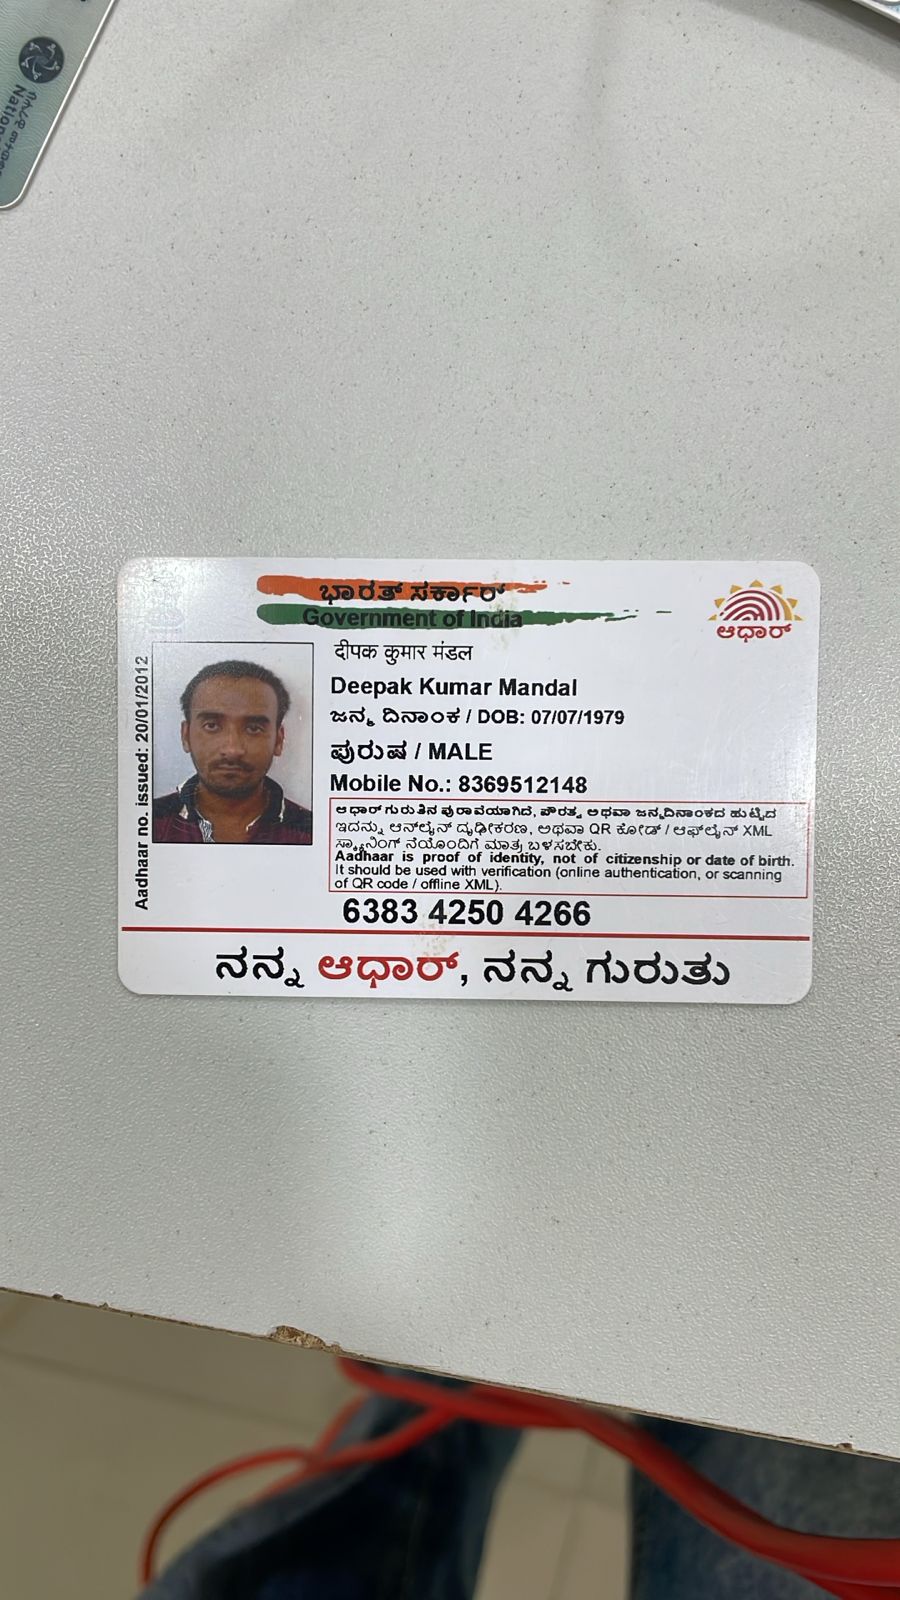 Nation
ಭಾರತ್ ಸರ್ಕಾರ್
Government of India
ಆಧಾರ್
दीपक कुमार मंडल
Deepak Kumar Mandal
ಜನ್ಮ ದಿನಾಂಕ / DOB: 07/07/1979
ಪುರುಷ / MALE
Mobile No.: 8369512148
Aadhaar no. issued: 20/01/2012
ಆಧಾರ್ ಗುರುತಿನ ಪುರಾವೆಯಾಗಿದೆ, ಪೌರತ್ವ ಅಥವಾ ಜನ್ಮದಿನಾಂಕದ ಹುಟ್ಟಿದ
ಇದನ್ನು ಆನ್‌ಲೈನ್ ದೃಢೀಕರಣ, ಅಥವಾ QR ಕೋಡ್ / ಆಫ್‌ಲೈನ್ XML
ಸ್ಕ್ಯಾನಿಂಗ್ ನೆಯೊಂದಿಗೆ ಮಾತ್ರ ಬಳಸಬೇಕು.
Aadhaar is proof of identity, not of citizenship or date of birth.
It should be used with verification (online authentication, or scanning
of QR code / offline XML).
6383 4250 4266
ನನ್ನ ಆಧಾರ್, ನನ್ನ ಗುರುತು